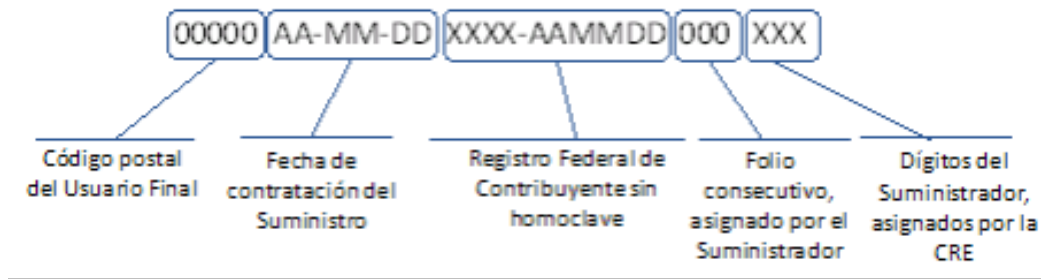 00000 AA-MM-DD XXXX-AAMMDD 000 XXX
Código postal
del Usuario Final
Fecha de
contratación del
Suministro
Registro Federal de
Contribuyente sin
homoclave
Folio
consecutivo,
asignado por el
Suministrador
Dígitos del
Suministrador,
asignados por la
CRE